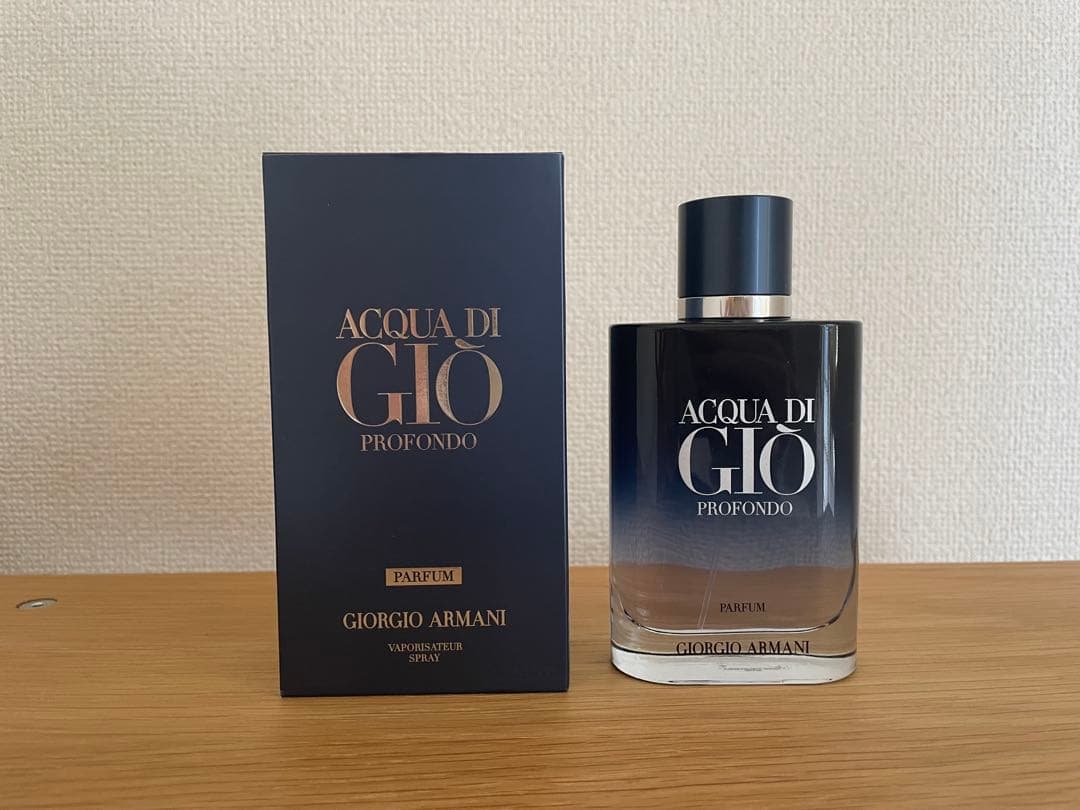 ACQUA DI
GIÒ
PROFONDO
PARFUM
GIORGIO ARMANI
VAPORISATEUR
SPRAY
ACQUA DI
GIÒ
PROFONDO
PARFUM
GIORGIO ARMANI